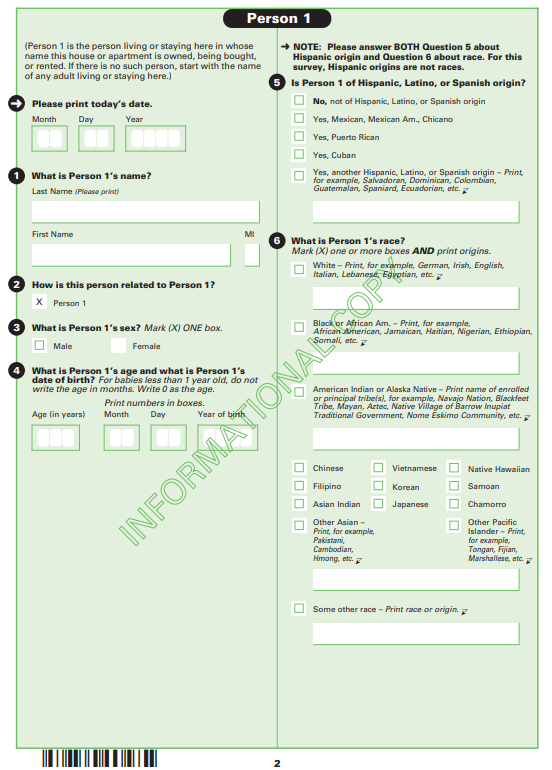 Person 1
(Person 1 is the person living or staying here in whose
name this house or apartment is owned, being bought,
or rented. If there is no such person, start with the name
of any adult living or staying here.)
Please print today's date.
Month Day Year
1 What is Person 1's name?
Last Name (Please print)
First Name MI
2 How is this person related to Person 1?
X Person 1
3 What is Person 1's sex? Mark (X) ONE box.
Male Female
4 What is Person 1's age and what is Person 1's
date of birth? For babies less than 1 year old, do not
write the age in months. Write 0 as the age.
Print numbers in boxes.
Age (in years) Month Day Year of birth
NOTE: Please answer BOTH Question 5 about
Hispanic origin and Question 6 about race. For this
survey, Hispanic origins are not races.
5 Is Person 1 of Hispanic, Latino, or Spanish origin?
No, not of Hispanic, Latino, or Spanish origin
Yes, Mexican, Mexican Am., Chicano
Yes, Puerto Rican
Yes, Cuban
Yes, another Hispanic, Latino, or Spanish origin – Print,
for example, Salvadoran, Dominican, Colombian,
Guatemalan, Spaniard, Ecuadorian, etc.
6 What is Person 1's race?
Mark (X) one or more boxes AND print origins.
White – Print, for example, German, Irish, English,
Italian, Lebanese, Egyptian, etc.
Black or African Am. – Print, for example,
African American, Jamaican, Haitian, Nigerian, Ethiopian,
Somali, etc.
American Indian or Alaska Native – Print name of enrolled
or principal tribe(s), for example, Navajo Nation, Blackfeet
Tribe, Mayan, Aztec, Native Village of Barrow Inupiat
Traditional Government, Nome Eskimo Community, etc.
Chinese Vietnamese Native Hawaiian
Filipino Korean Samoan
Asian Indian Japanese Chamorro
Other Asian –
Print, for example,
Pakistani,
Cambodian,
Hmong, etc.
Other Pacific
Islander – Print,
for example,
Tongan, Fijian,
Marshallese, etc.
Some other race – Print race or origin.
INFORMATIONAL COPY
2